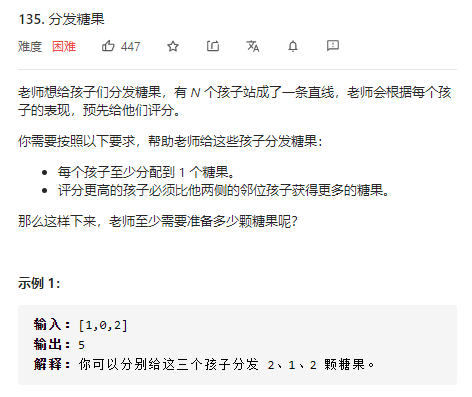 135. 分发糖果
难度 困难 447
老师想给孩子们分发糖果，有 N 个孩子站成了一条直线，老师会根据每个孩
子的表现，预先给他们评分。
你需要按照以下要求，帮助老师给这些孩子分发糖果：
• 每个孩子至少分配到 1 个糖果。
• 评分更高的孩子必须比他两侧的邻位孩子获得更多的糖果。
那么这样下来，老师至少需要准备多少颗糖果呢？
示例 1：
输入：[1,0,2]
输出：5
解释：你可以分别给这三个孩子分发 2、1、2 颗糖果。